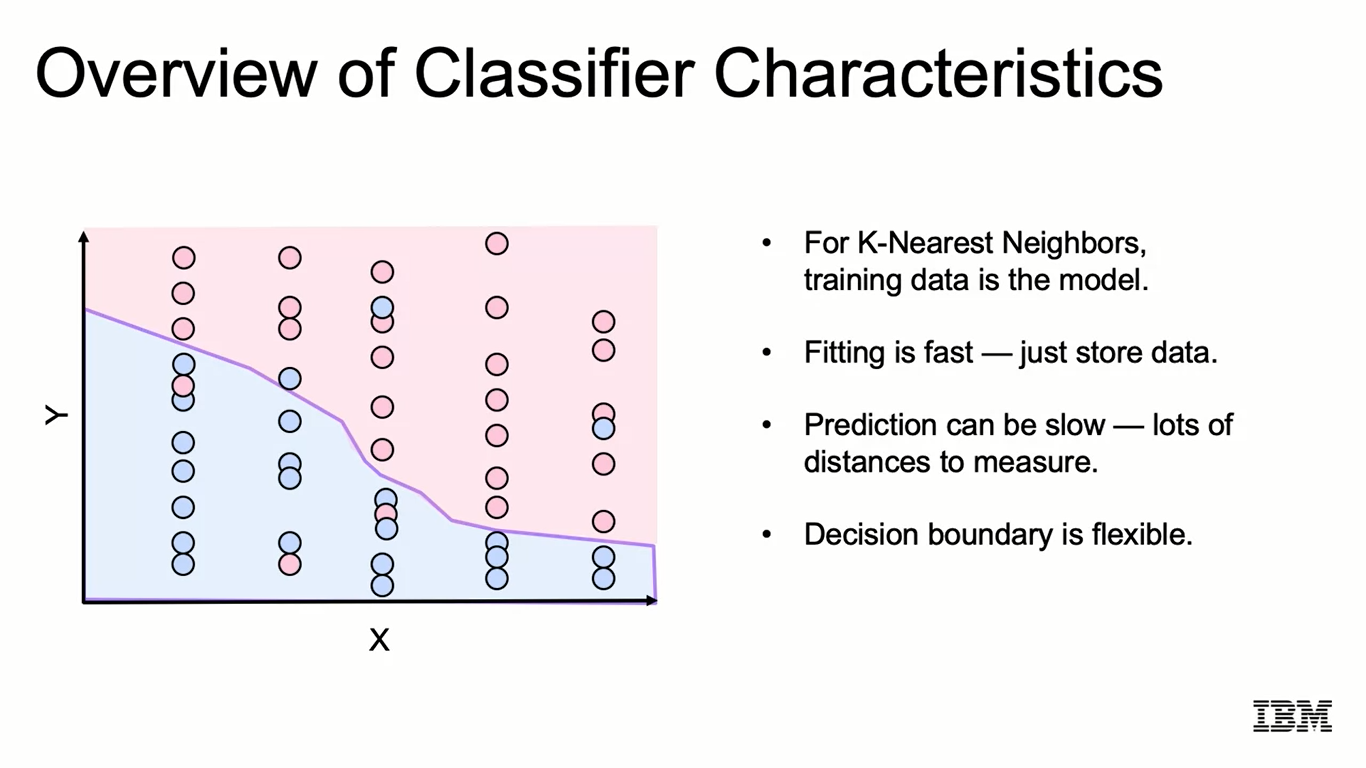 Overview of Classifier Characteristics
Y
X
• For K-Nearest Neighbors,
training data is the model.
• Fitting is fast — just store data.
• Prediction can be slow — lots of
distances to measure.
• Decision boundary is flexible.
IBM